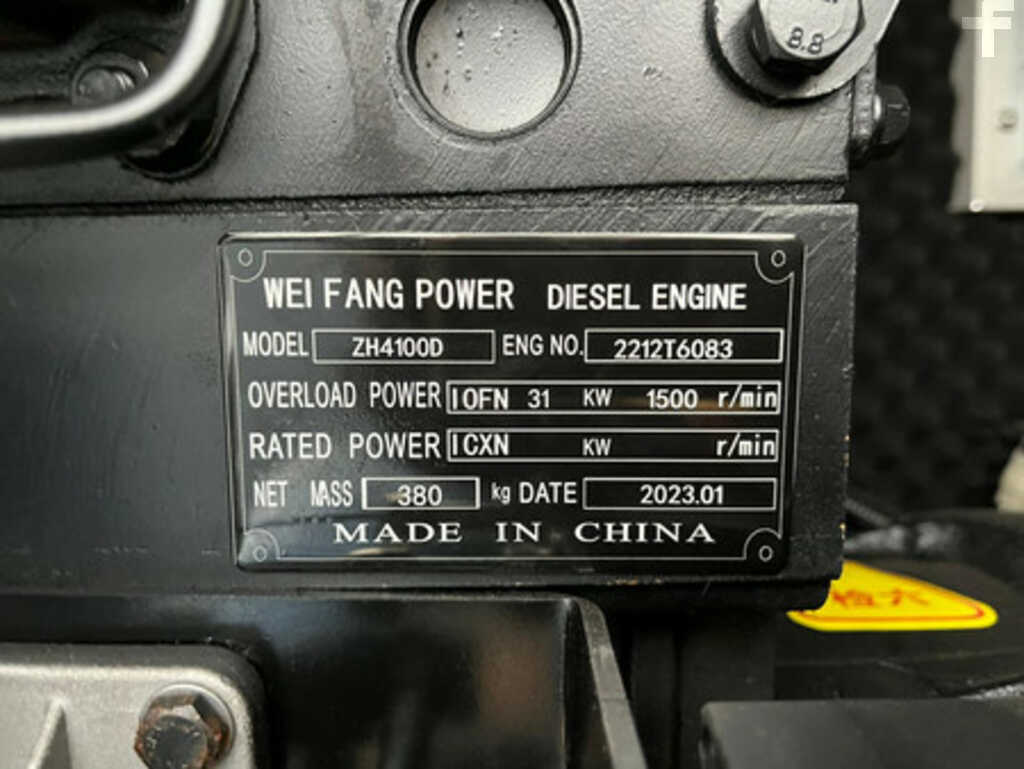 8.8
WEI FANG POWER DIESEL ENGINE
MODEL ZH4100D ENG NO. 2212T6083
OVERLOAD POWER IOFN 31 KW 1500 r/min
RATED POWER ICXN KW r/min
NET MASS 380 kg DATE 2023.01
MADE IN CHINA